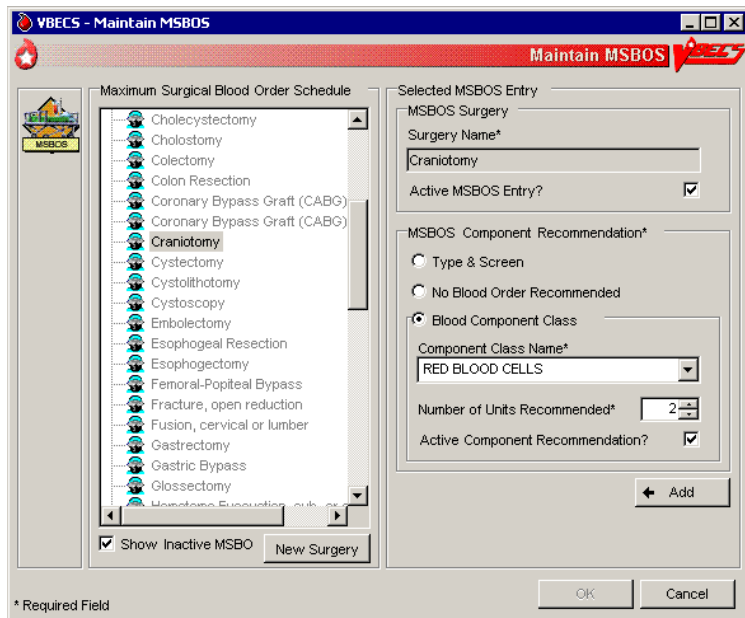 VBECS - Maintain MSBOS
Maintain MSBOS
VBECS
MSBOS
Maximum Surgical Blood Order Schedule
Cholecystectomy
Cholostomy
Colectomy
Colon Resection
Coronary Bypass Graft (CABG)
Coronary Bypass Graft (CABG)
Craniotomy
Cystectomy
Cystolithotomy
Cystoscopy
Embolectomy
Esophogeal Resection
Esophogectomy
Femoral-Popiteal Bypass
Fracture, open reduction
Fusion, cervical or lumber
Gastrectomy
Gastric Bypass
Glossectomy
Show Inactive MSBO
New Surgery
Selected MSBOS Entry
MSBOS Surgery
Surgery Name*
Craniotomy
Active MSBOS Entry?
MSBOS Component Recommendation*
Type & Screen
No Blood Order Recommended
Blood Component Class
Component Class Name*
RED BLOOD CELLS
Number of Units Recommended* 2
Active Component Recommendation?
Add
* Required Field
OK
Cancel